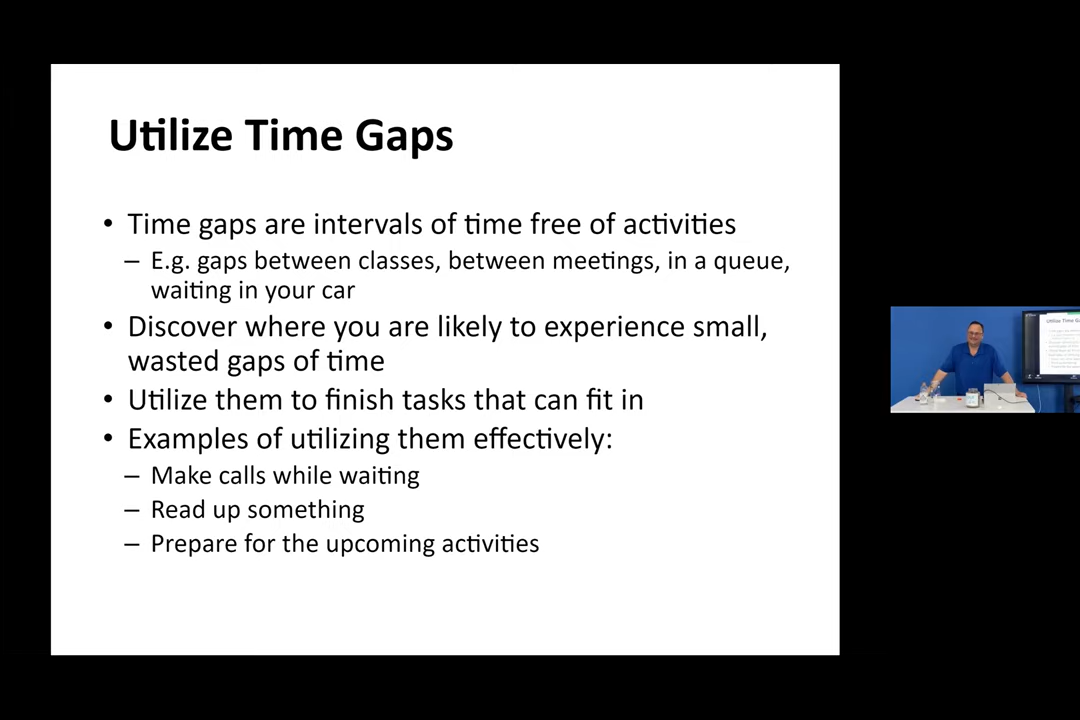 Utilize Time Gaps
• Time gaps are intervals of time free of activities
– E.g. gaps between classes, between meetings, in a queue,
waiting in your car
• Discover where you are likely to experience small,
wasted gaps of time
• Utilize them to finish tasks that can fit in
• Examples of utilizing them effectively:
– Make calls while waiting
– Read up something
– Prepare for the upcoming activities
Utilize Time Ga